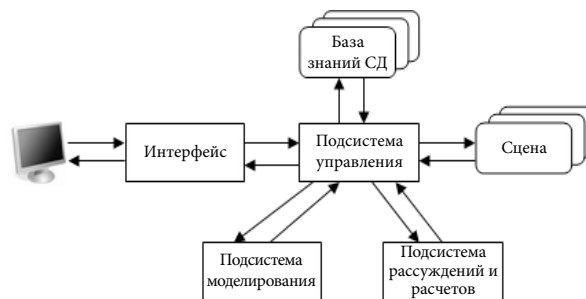 База
знаний СД
Интерфейс
Подсистема
управления
Сцена
Подсистема
моделирования
Подсистема
рассуждений и
расчетов